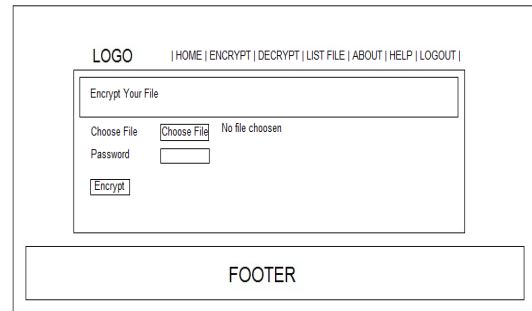 LOGO | HOME | ENCRYPT | DECRYPT | LIST FILE | ABOUT | HELP | LOGOUT |
Encrypt Your File
Choose File Choose File No file choosen
Password
Encrypt
FOOTER